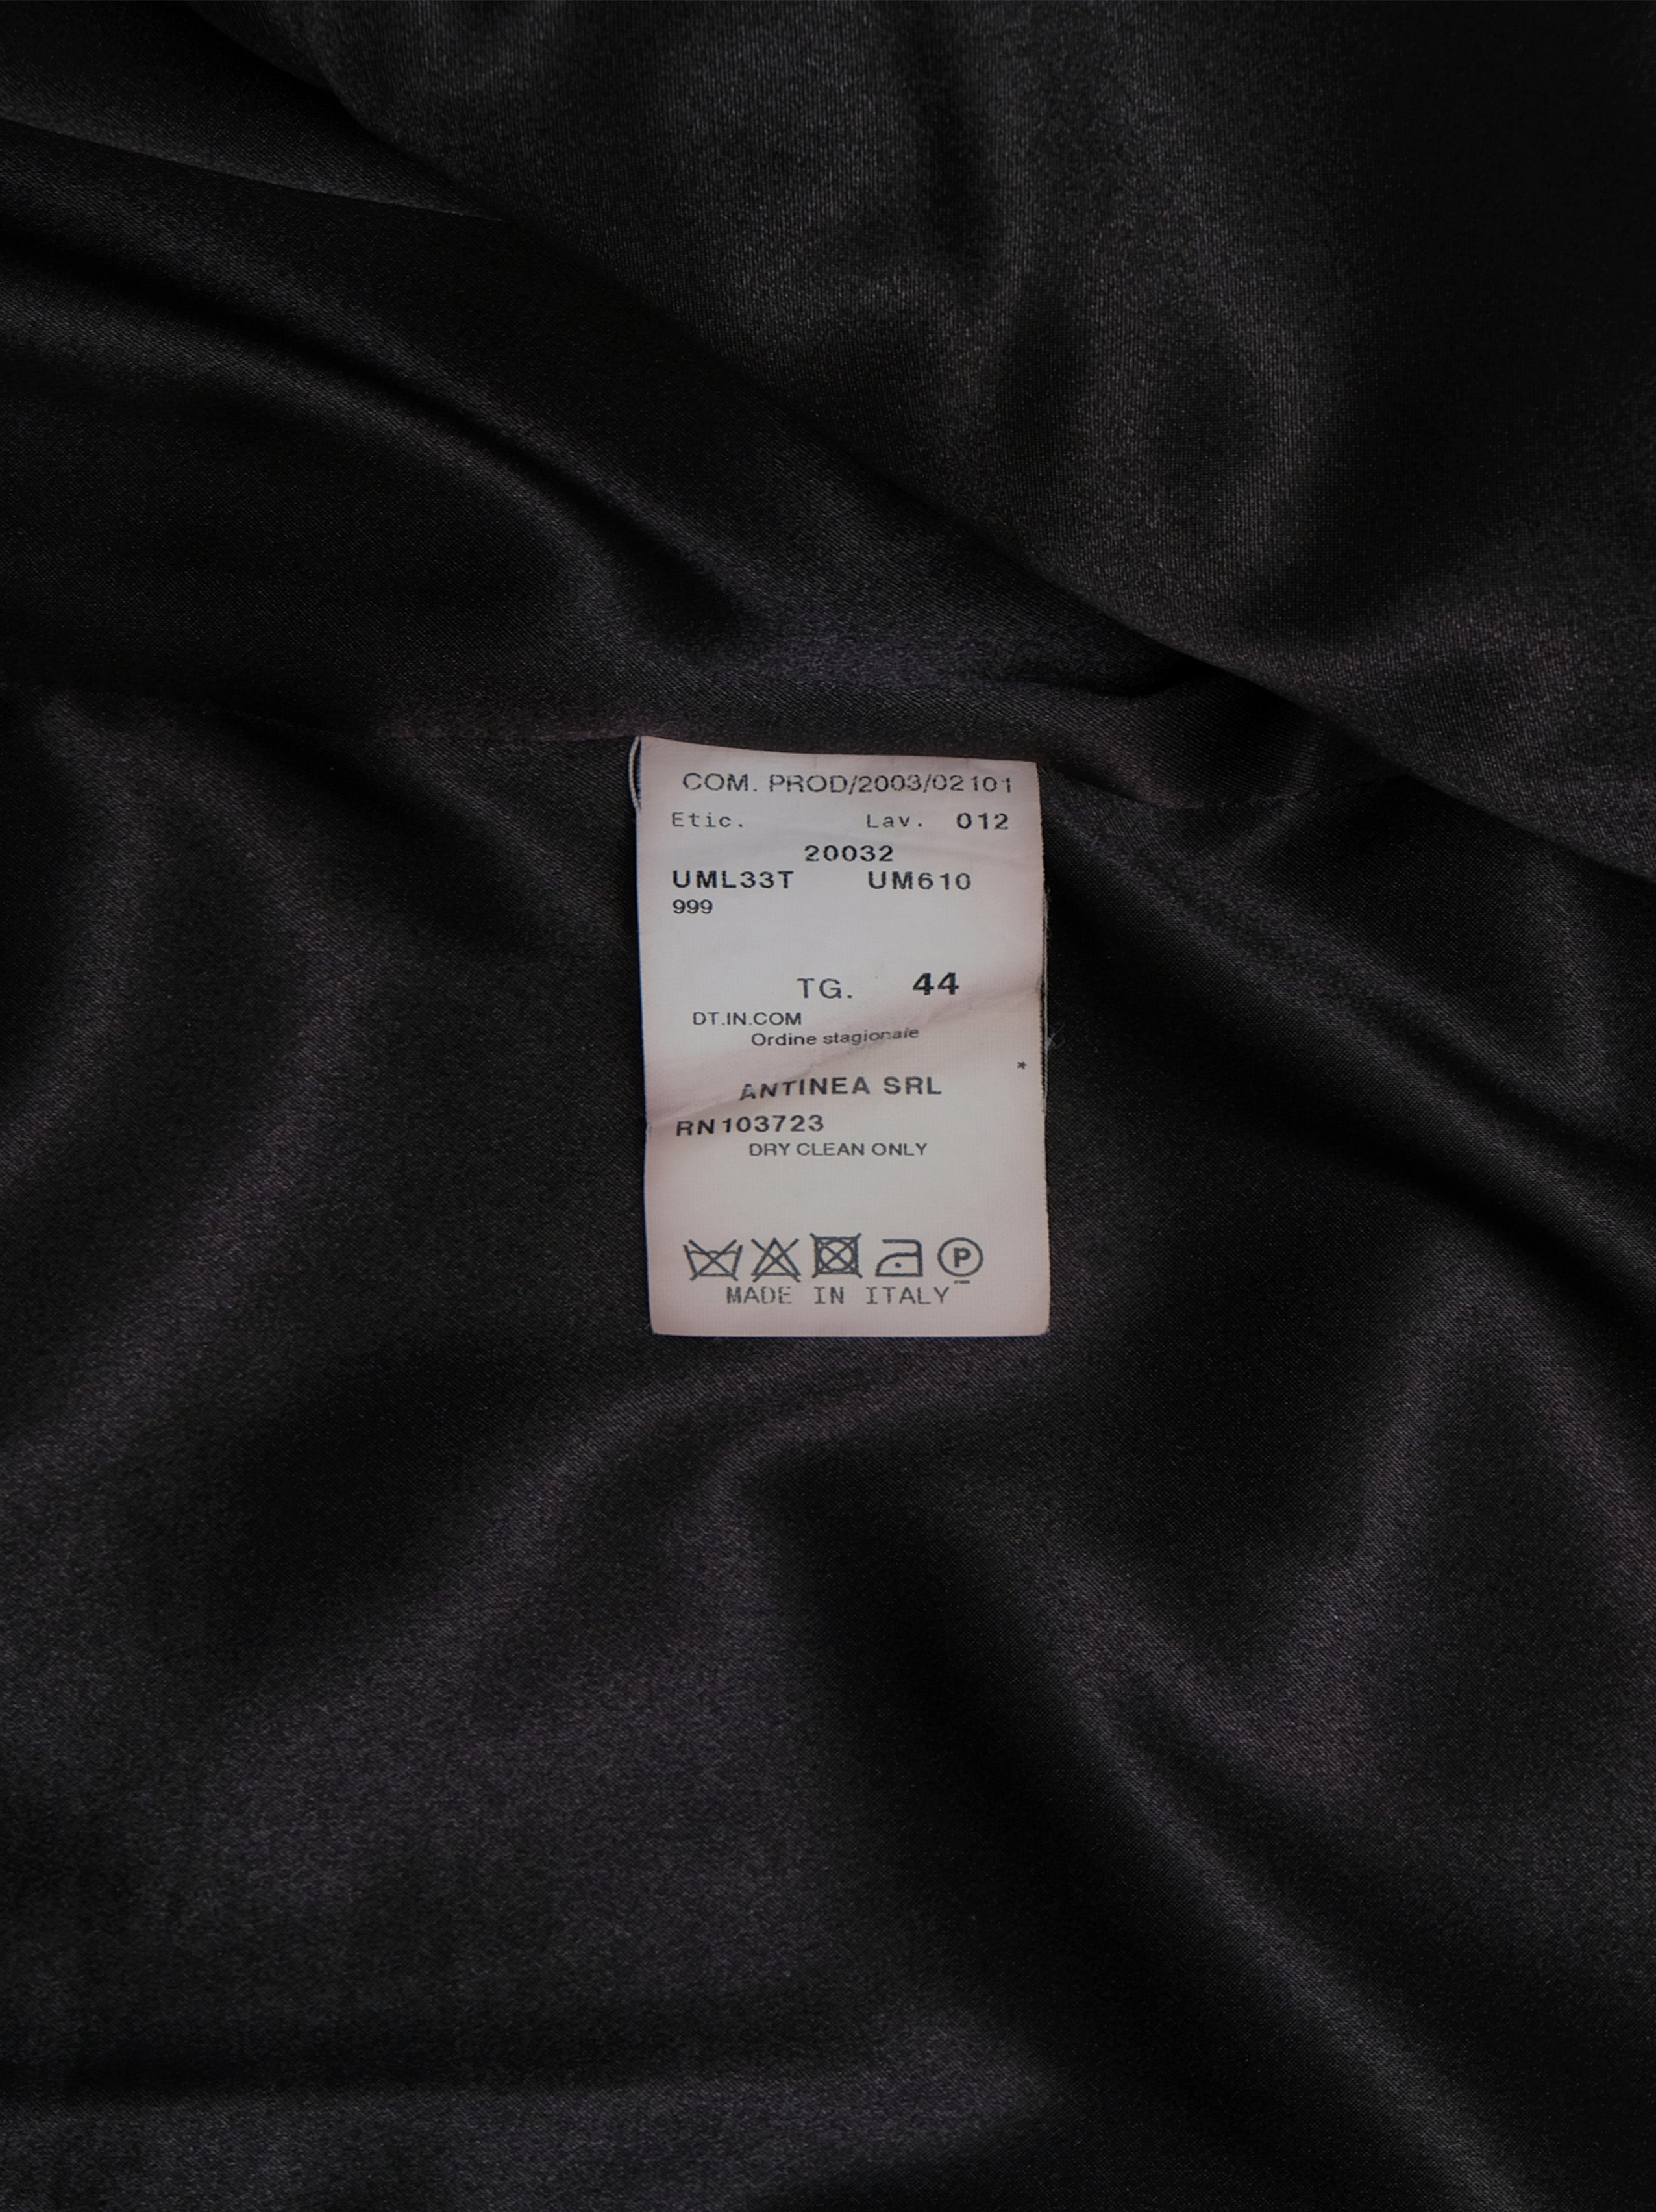 COM. PROD/2003/02101
Etic. Lav. 012
20032
UML33T UM610
999
TG. 44
DT.IN.COM
Ordine stagionale
*
ANTINEA SRL
RN103723
DRY CLEAN ONLY
P
MADE IN ITALY